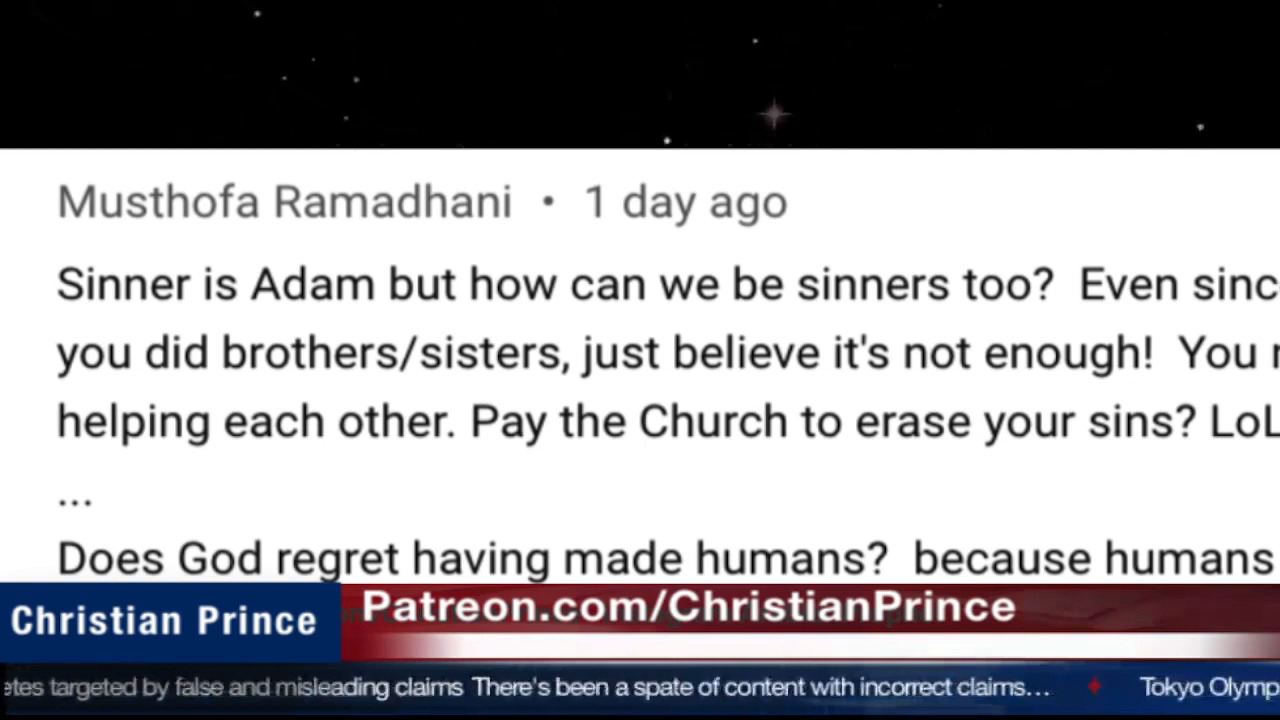 Musthofa Ramadhani • 1 day ago
Sinner is Adam but how can we be sinners too? Even sinc
you did brothers/sisters, just believe it's not enough! You
helping each other. Pay the Church to erase your sins? LoL
...
Does God regret having made humans? because humans
Christian Prince
Patreon.com/ChristianPrince
etes targeted by false and misleading claims There's been a spate of content with incorrect claims... Tokyo Olymp